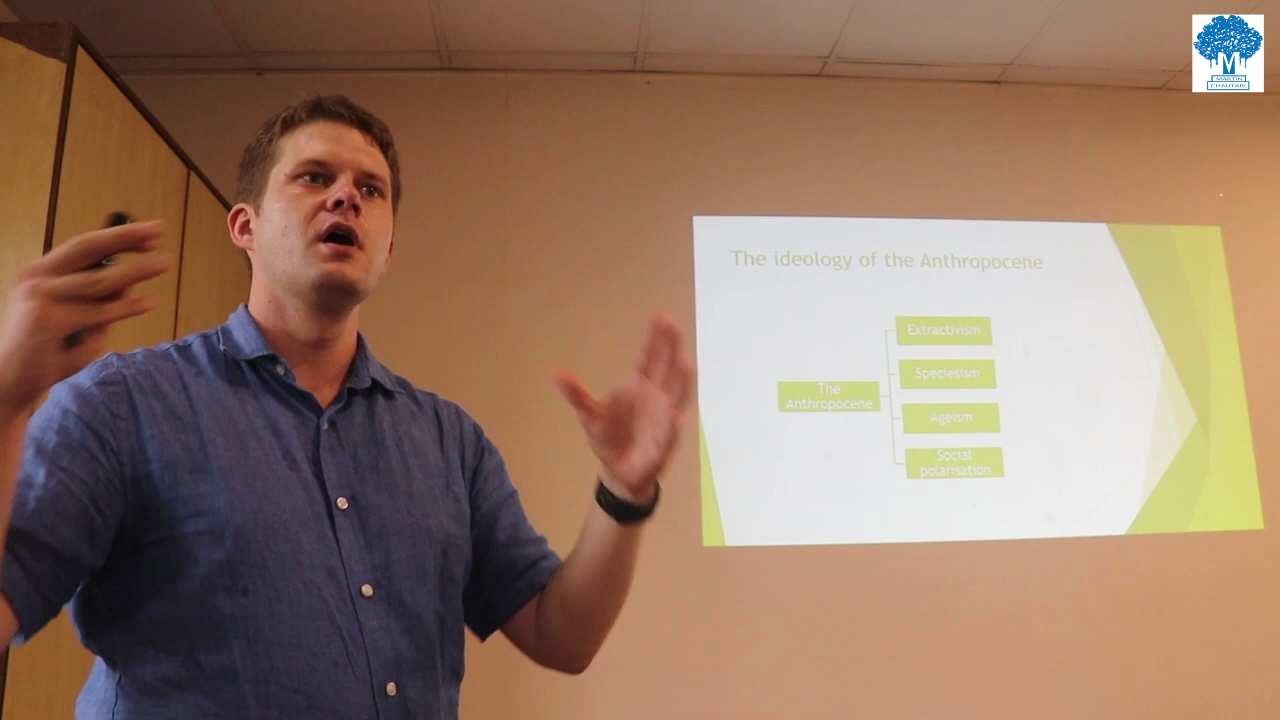 M
MARTIN
CHAUTARI
The ideology of the Anthropocene
Extractivism
Speciesism
The
Anthropocene
Ageism
Social
polarisation